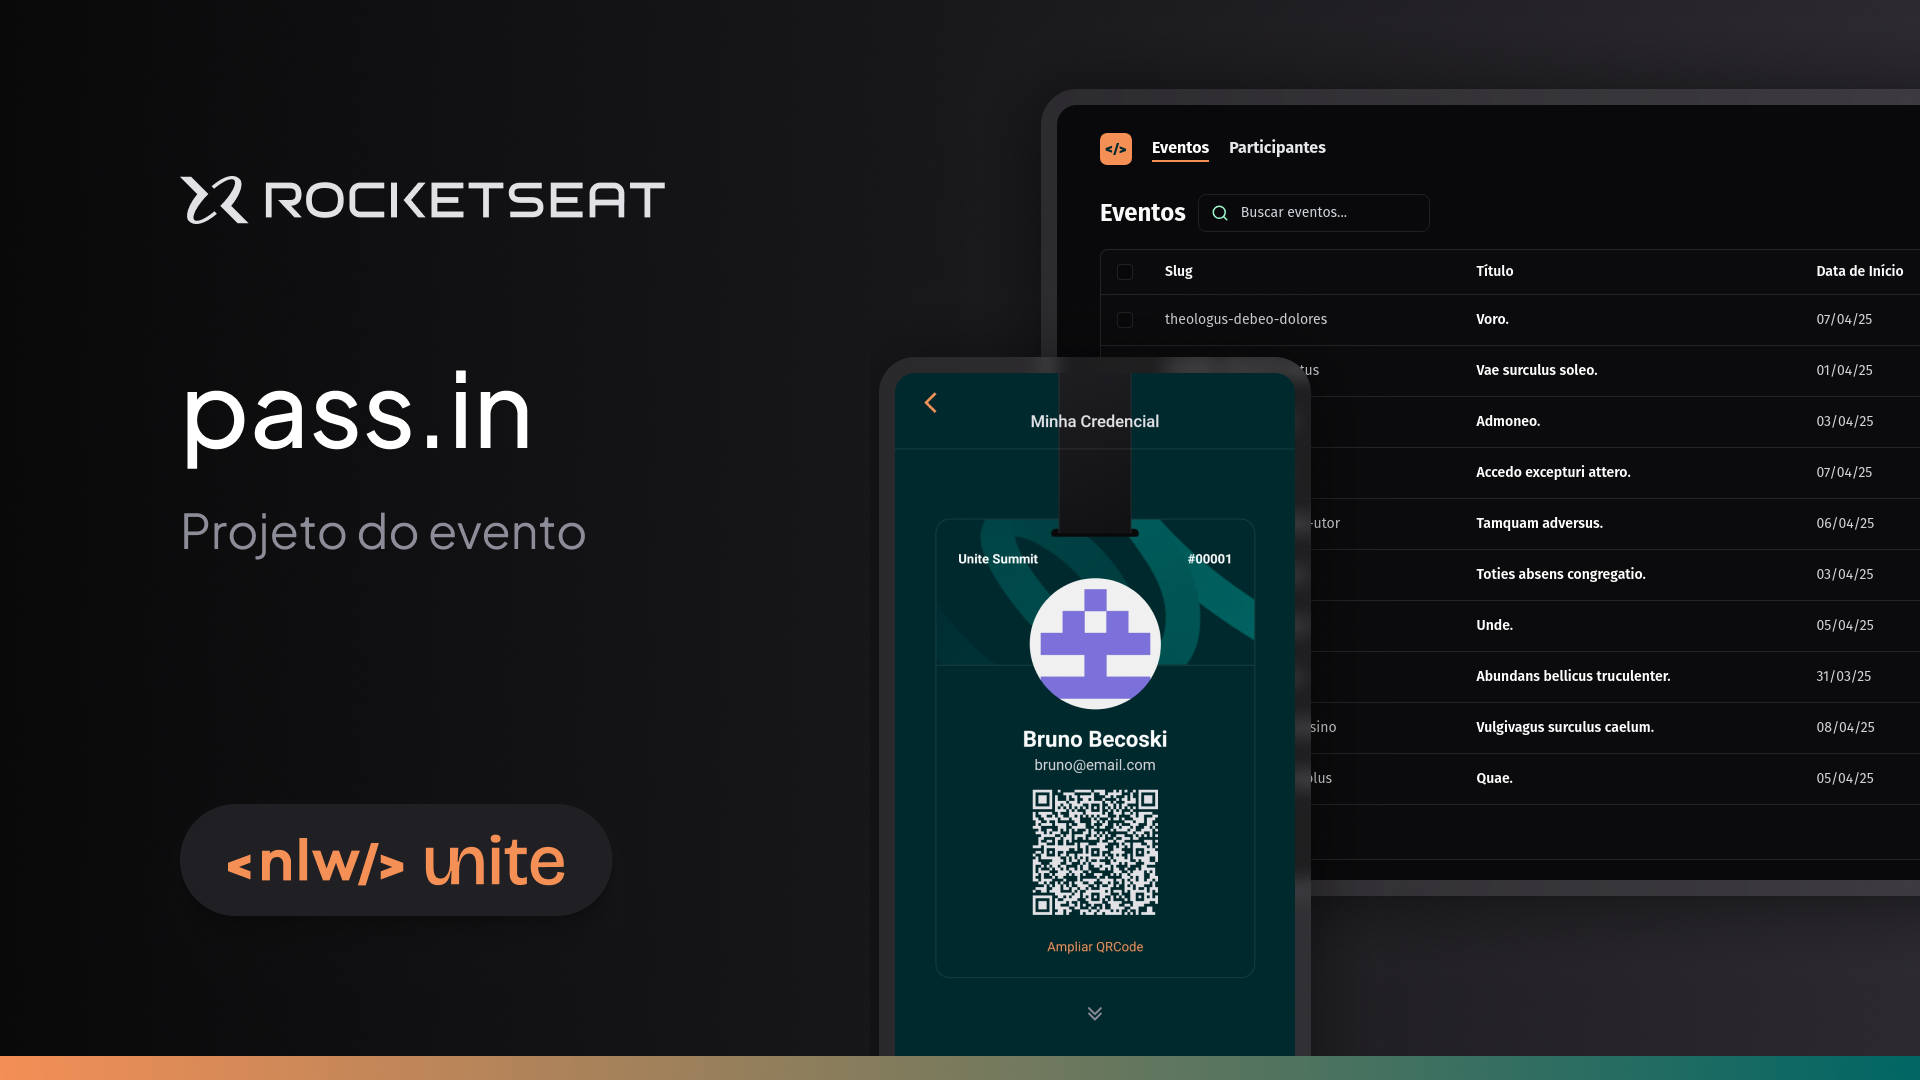 ROCKETSEAT
pass.in
Projeto do evento
<nlw/> unite
</>
Eventos
Participantes
Eventos
Buscar eventos...
Slug Título Data de Início
theologus-debeo-dolores Voro. 07/04/25
tus Vae surculus soleo. 01/04/25
Admoneo. 03/04/25
Accedo excepturi attero. 07/04/25
-utor Tamquam adversus. 06/04/25
Toties absens congregatio. 03/04/25
Unde. 05/04/25
Abundans bellicus truculenter. 31/03/25
sino Vulgivagus surculus caelum. 08/04/25
plus Quae. 05/04/25
Minha Credencial
Unite Summit #00001
Bruno Becoski
bruno@email.com
Ampliar QRCode